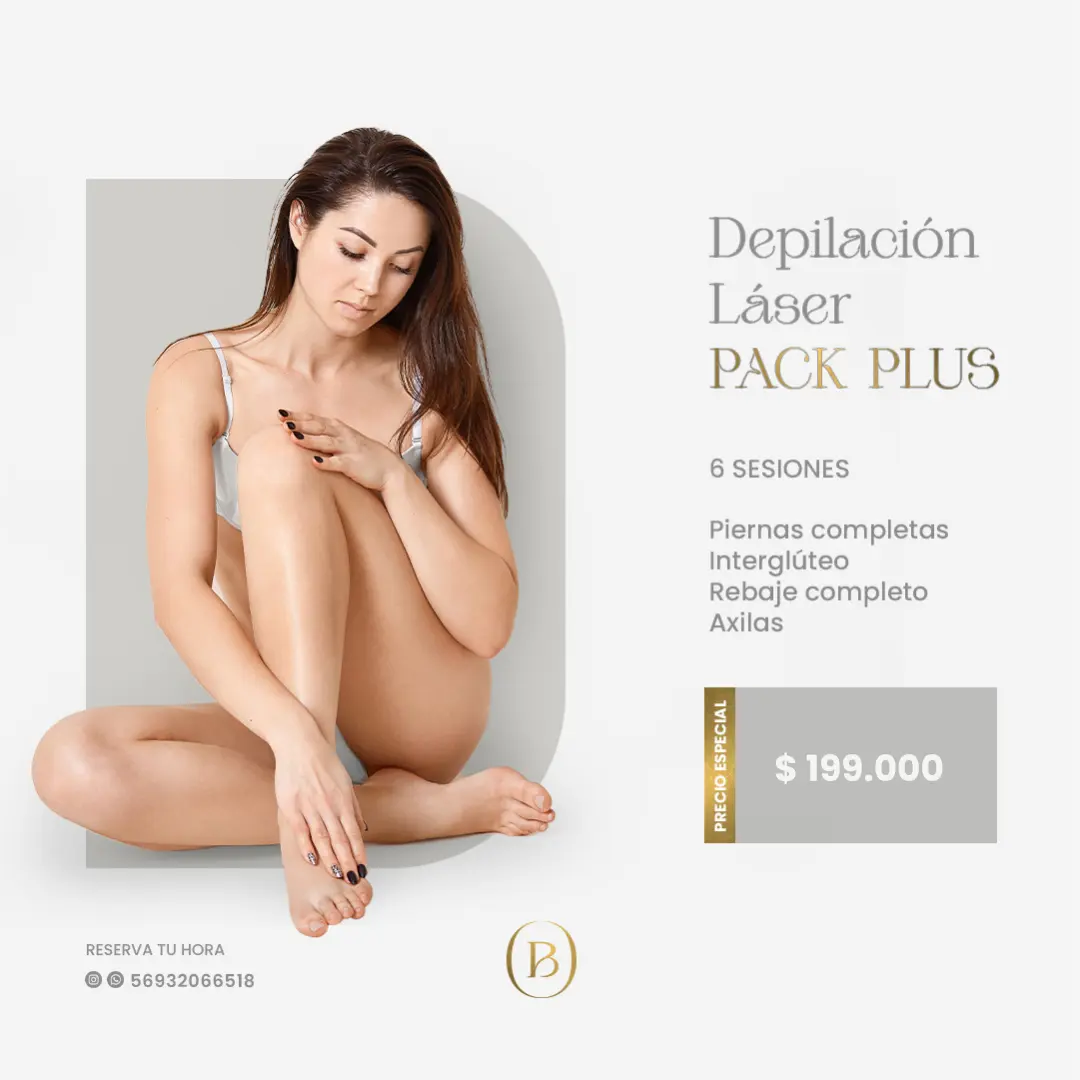 Depilación
Láser
PACK PLUS
6 SESIONES
Piernas completas
Interglúteo
Rebaje completo
Axilas
PRECIO ESPECIAL
$ 199.000
RESERVA TU HORA
56932066518
B